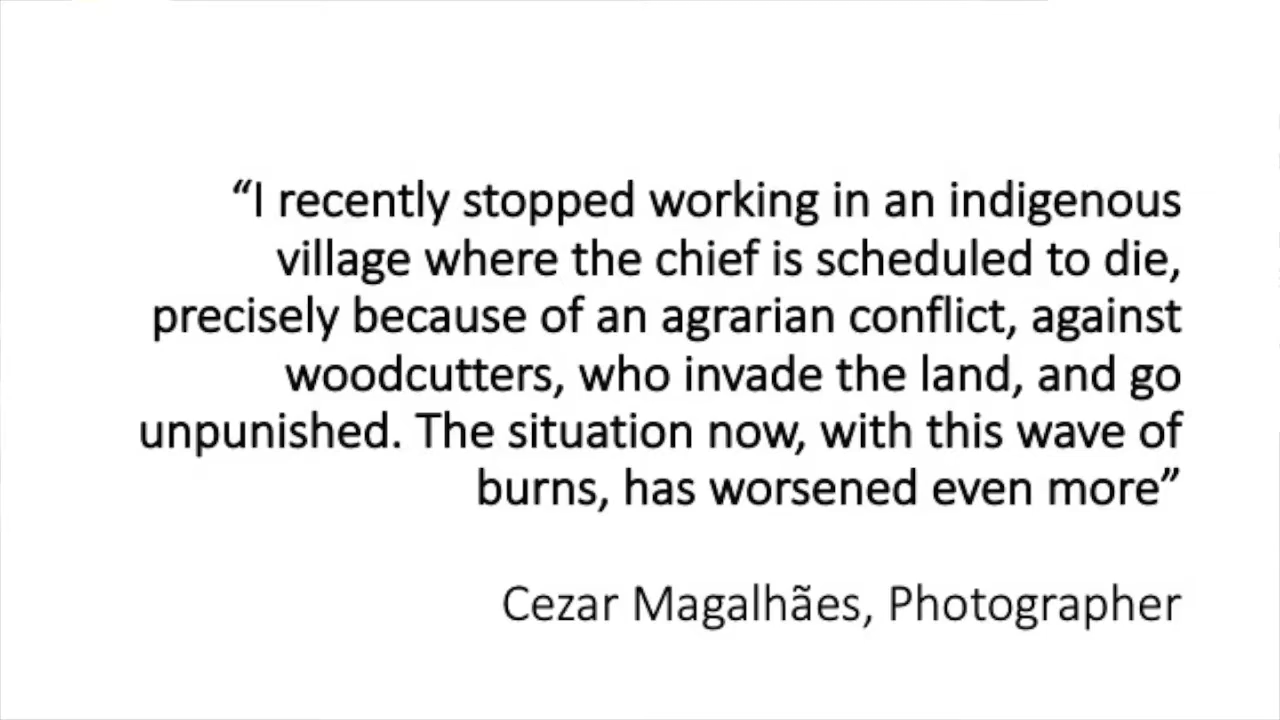 “I recently stopped working in an indigenous
village where the chief is scheduled to die,
precisely because of an agrarian conflict, against
woodcutters, who invade the land, and go
unpunished. The situation now, with this wave of
burns, has worsened even more”
Cezar Magalhães, Photographer